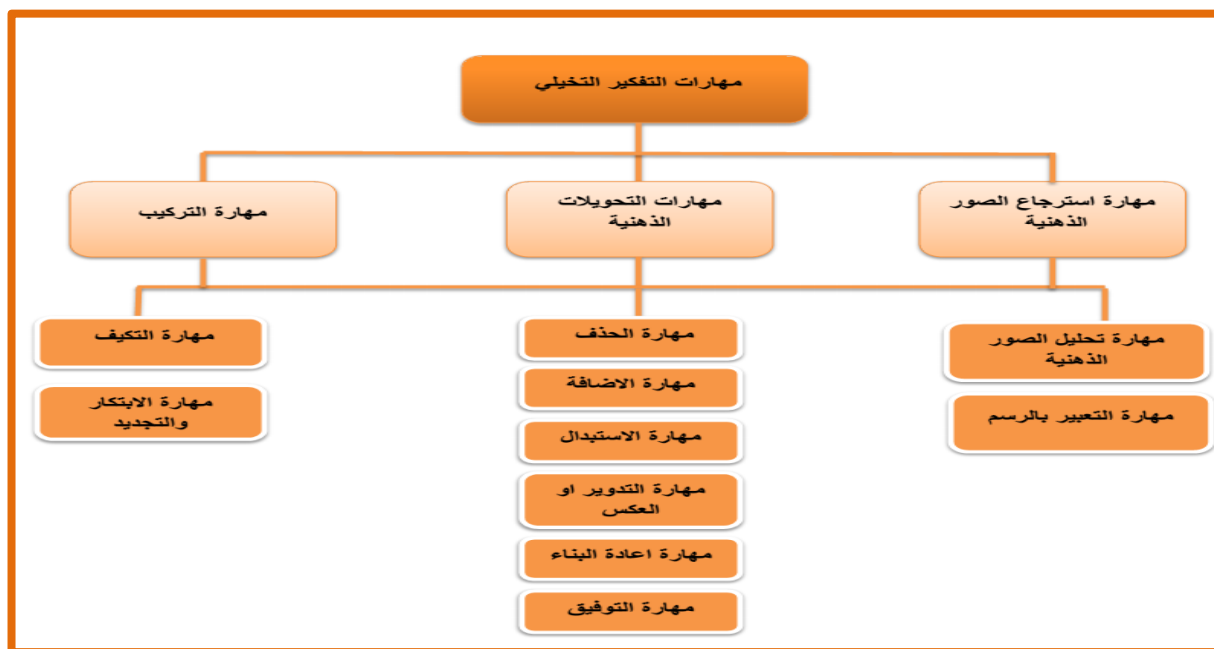 مهارات التفكير التخيلي
مهارة استرجاع الصور
الذهنية
مهارات التحويلات
الذهنية
مهارة التركيب
مهارة تحليل الصور
الذهنية
مهارة التعبير بالرسم
مهارة الحذف
مهارة الاضافة
مهارة الاستبدال
مهارة التدوير او
العكس
مهارة اعادة البناء
مهارة التوفيق
مهارة التكيف
مهارة الابتكار
والتجديد